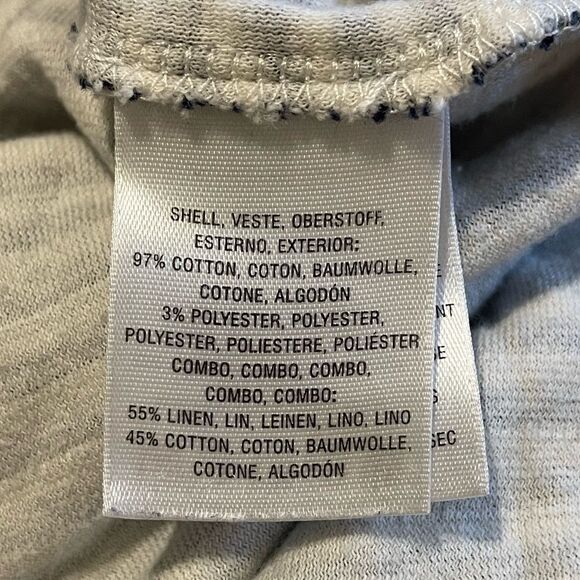 SHELL, VESTE, OBERSTOFF,
ESTERNO, EXTERIOR:
97% COTTON, COTON, BAUMWOLLE,
COTONE, ALGODÓN
3% POLYESTER, POLYESTER,
POLYESTER, POLIESTERE, POLIÉSTER
COMBO, COMBO, COMBO,
COMBO, COMBO:
55% LINEN, LIN, LEINEN, LINO, LINO
45% COTTON, COTON, BAUMWOLLE,
COTONE, ALGODÓN